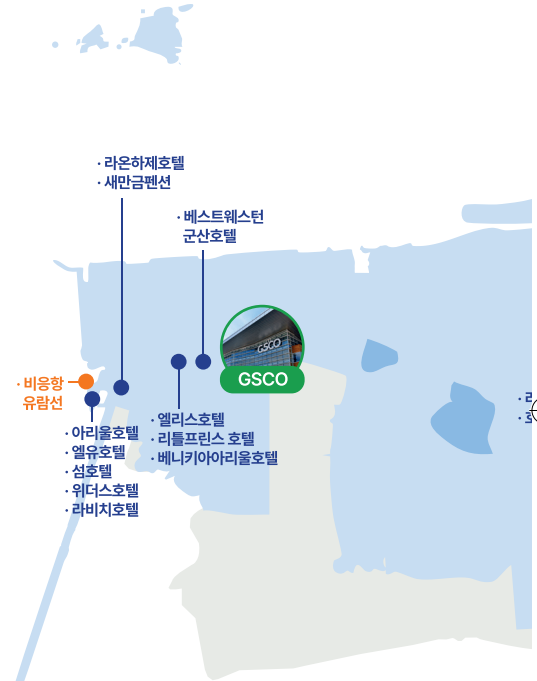 · 라온하제호텔
· 새만금펜션
· 베스트웨스턴
군산호텔
GSCO
GSCO
· 비응항
유람선
· 엘리스호텔
· 리틀프린스 호텔
· 베니키아아리울호텔
· 아리울호텔
· 엘유호텔
· 섬호텔
· 위더스호텔
· 라비치호텔